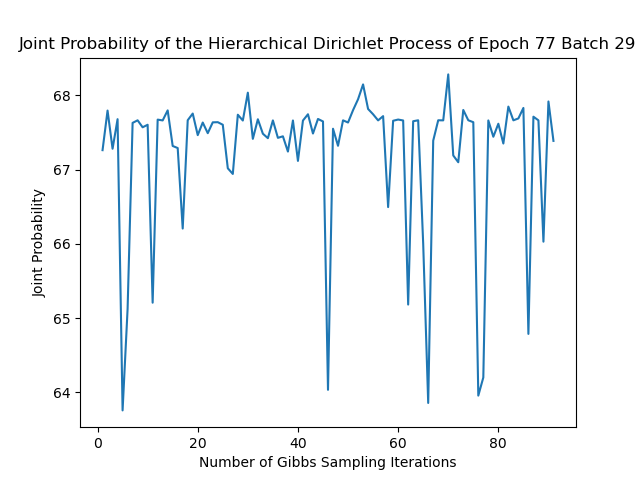 Joint Probability of the Hierarchical Dirichlet Process of Epoch 77 Batch 29
68
67
66
65
64
Joint Probability
0 20 40 60 80
Number of Gibbs Sampling Iterations